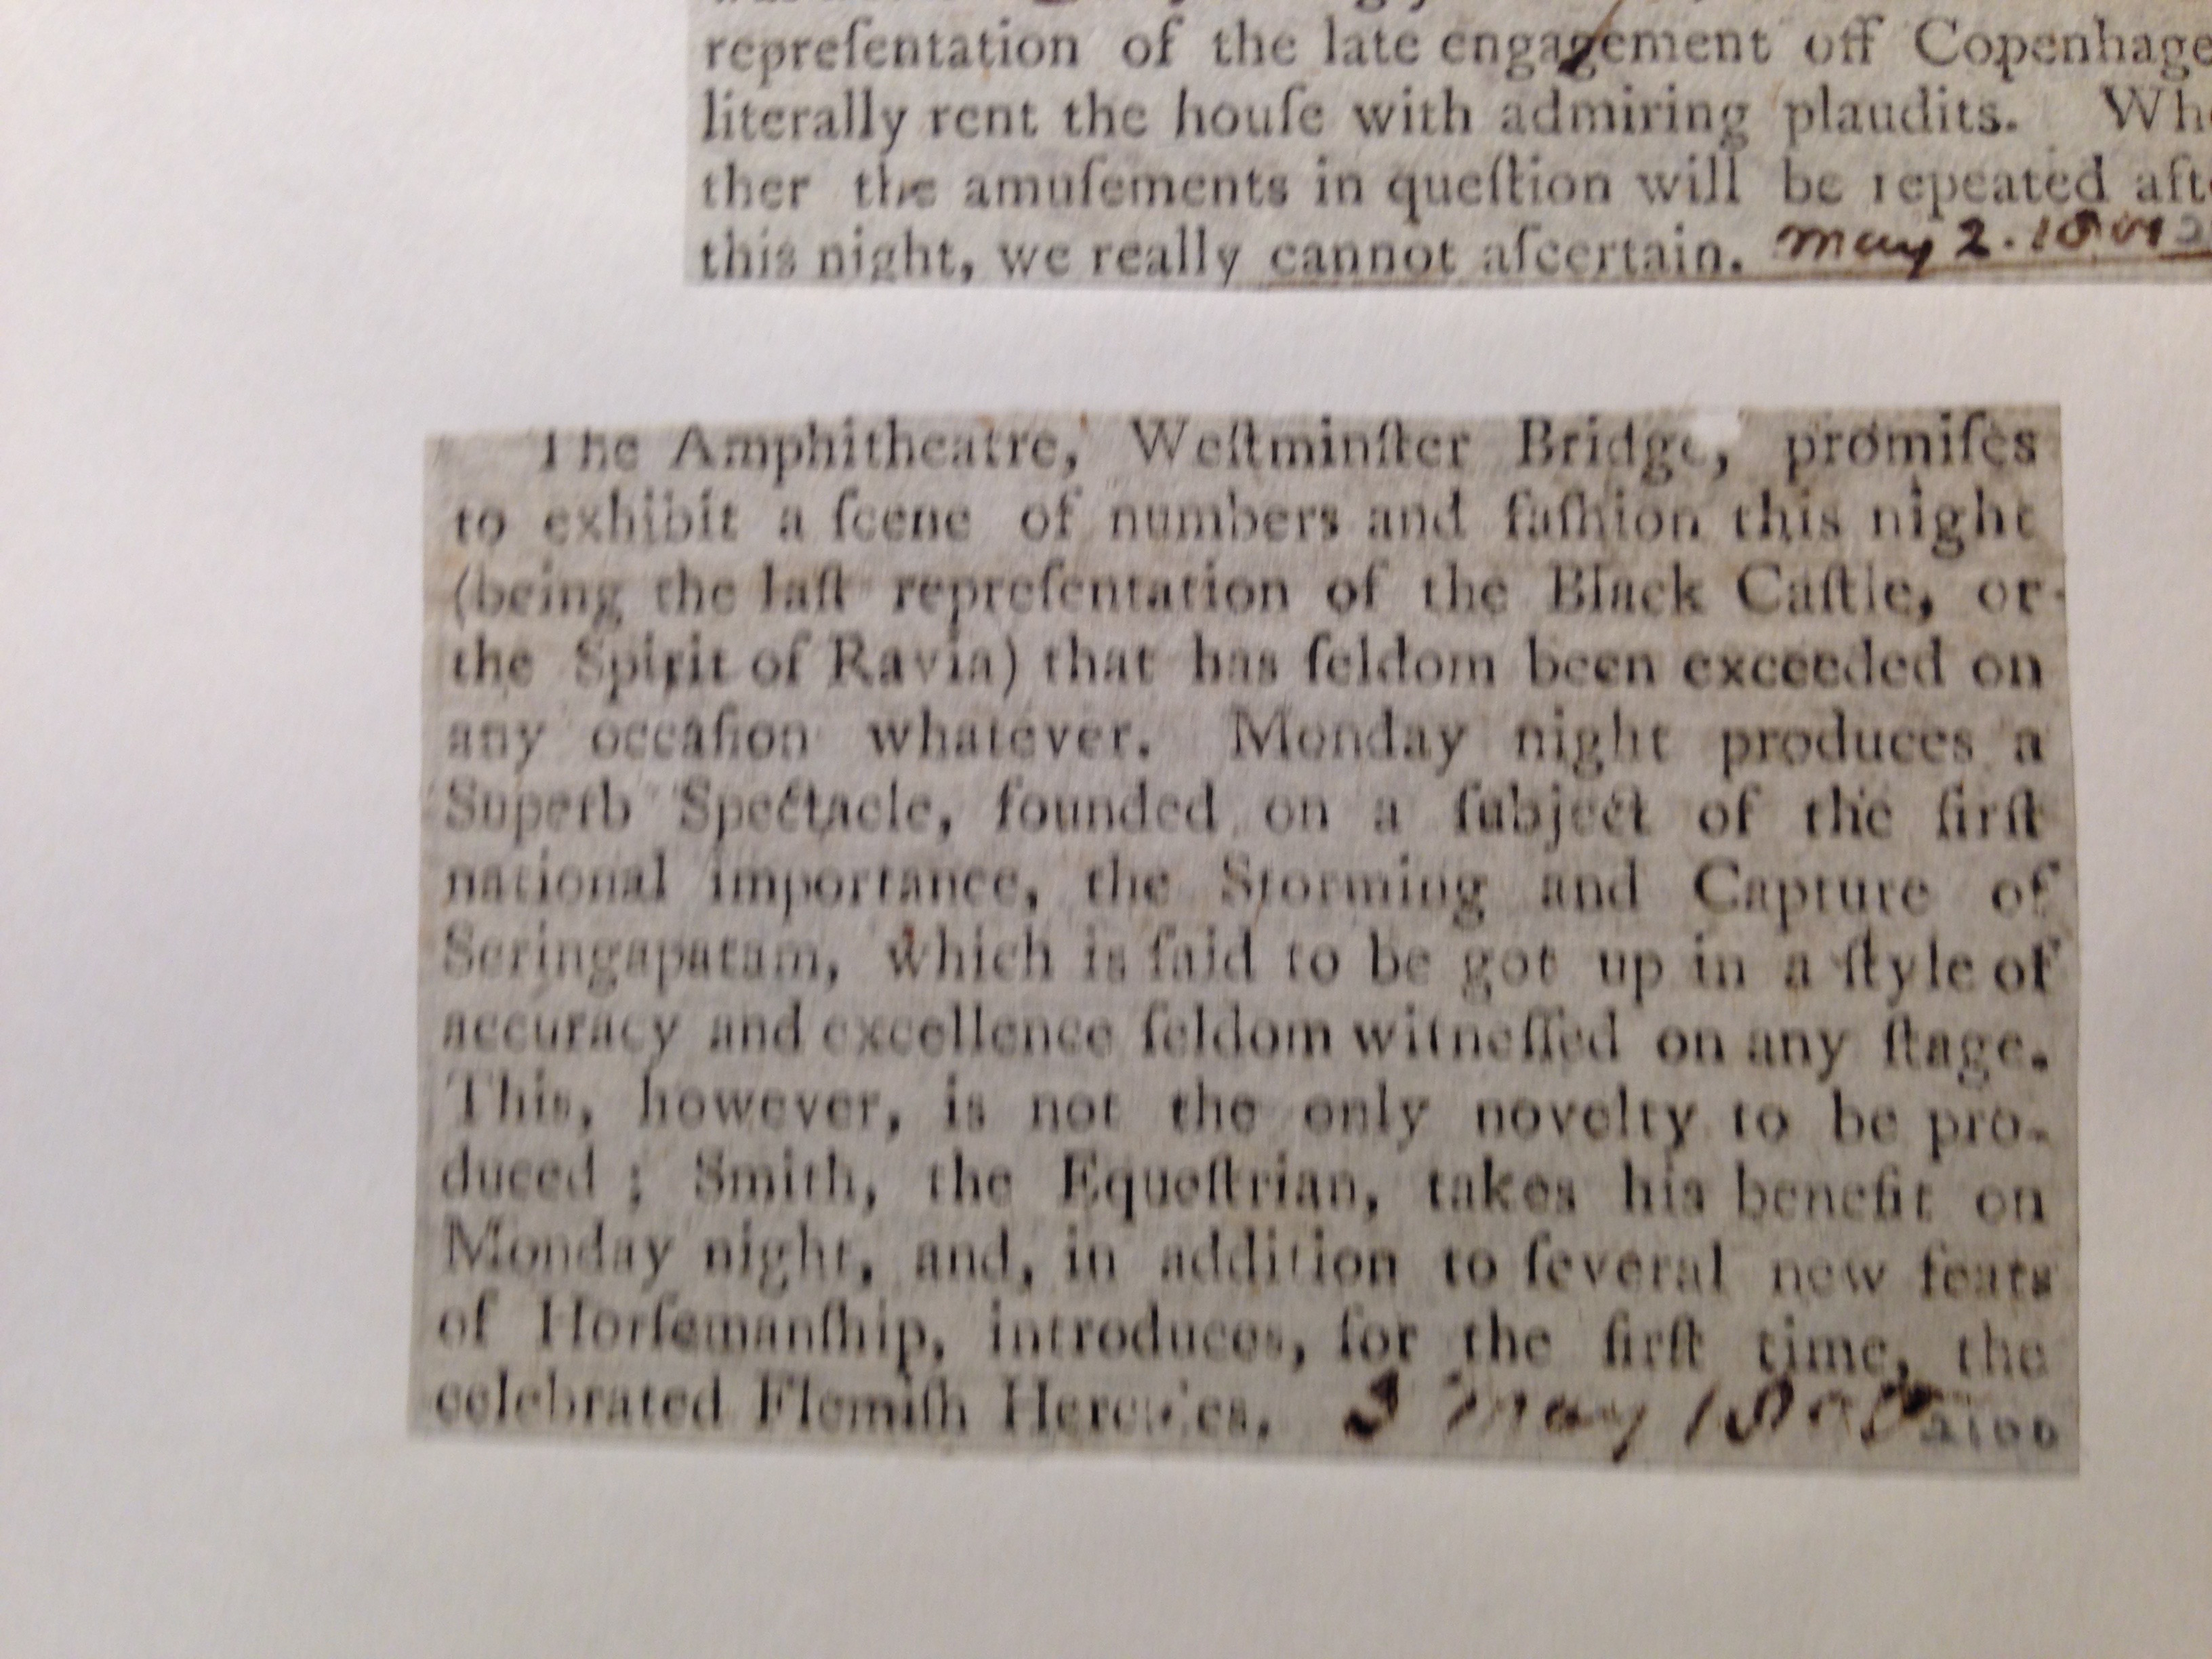 repreſentation of the late engagement off Copenhage
literally rent the houſe with admiring plaudits. Whe
ther the amuſements in queſtion will be repeated afte
this night, we really cannot aſcertain. may 2. 1801
The Amphitheatre, Weſtminſter Bridge, promiſes
to exhibit a ſcene of numbers and faſhion this night
(being the laſt repreſentation of the Black Caſtle, or
the Spirit of Ravia) that has ſeldom been exceeded on
any occaſion whatever. Monday night produces a
Superb Spectacle, founded on a ſubject of the firſt
national importance, the Storming and Capture of
Seringapatam, which is ſaid to be got up in a ſtyle of
accuracy and excellence ſeldom witneſſed on any ſtage.
This, however, is not the only novelty to be pro-
duced ; Smith, the Equeſtrian, takes his benefit on
Monday night, and, in addition to ſeveral new feats
of Horſemanſhip, introduces, for the firſt time, the
celebrated Flemiſh Hercules. 3 May 1800